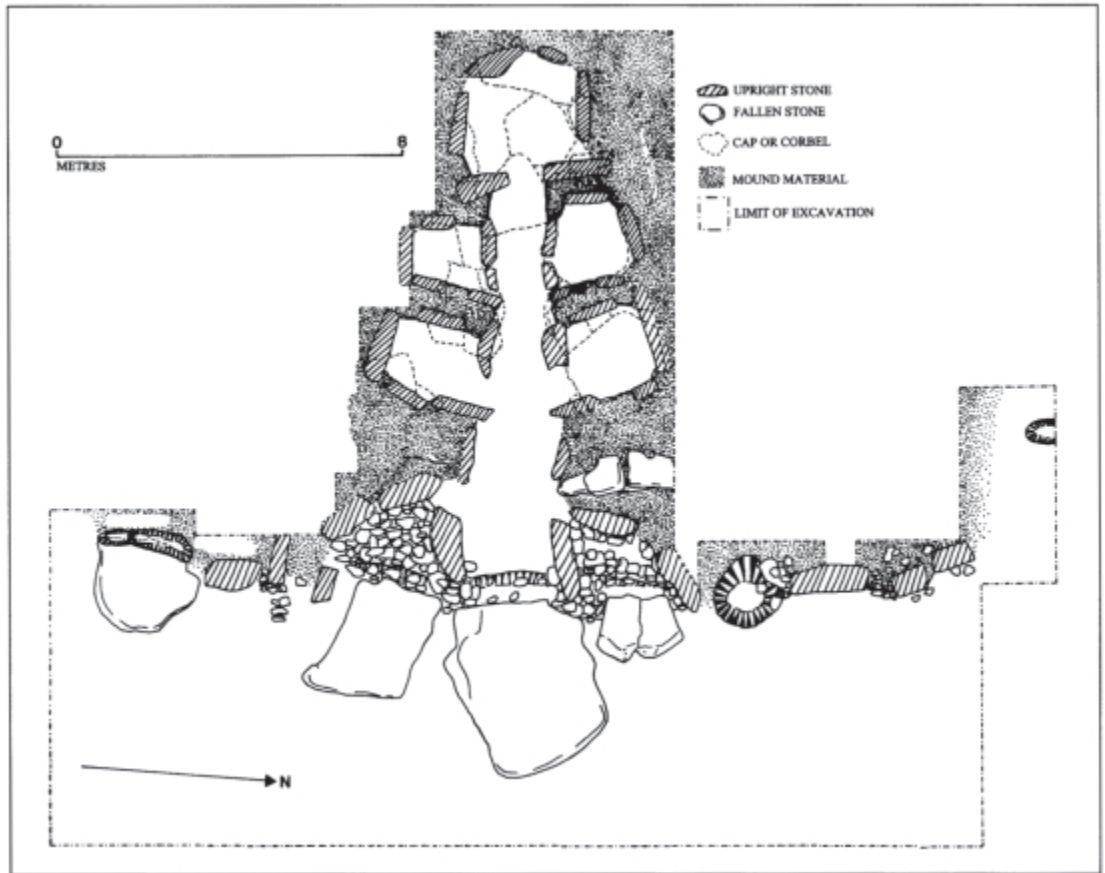 0 8
METRES
UPRIGHT STONE
FALLEN STONE
CAP OR CORBEL
MOUND MATERIAL
LIMIT OF EXCAVATION
N